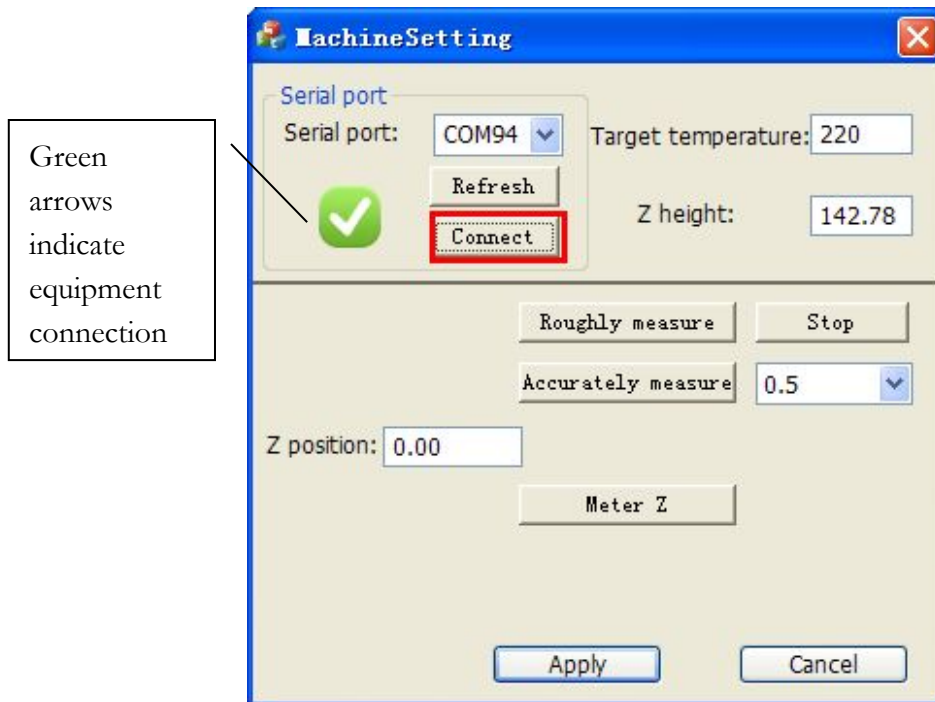 MachineSetting
Serial port
Serial port: COM94 Target temperature: 220
Refresh
Z height: 142.78
Connect
Green
arrows
indicate
equipment
connection
Roughly measure Stop
Accurately measure 0.5
Z position: 0.00
Meter Z
Apply Cancel